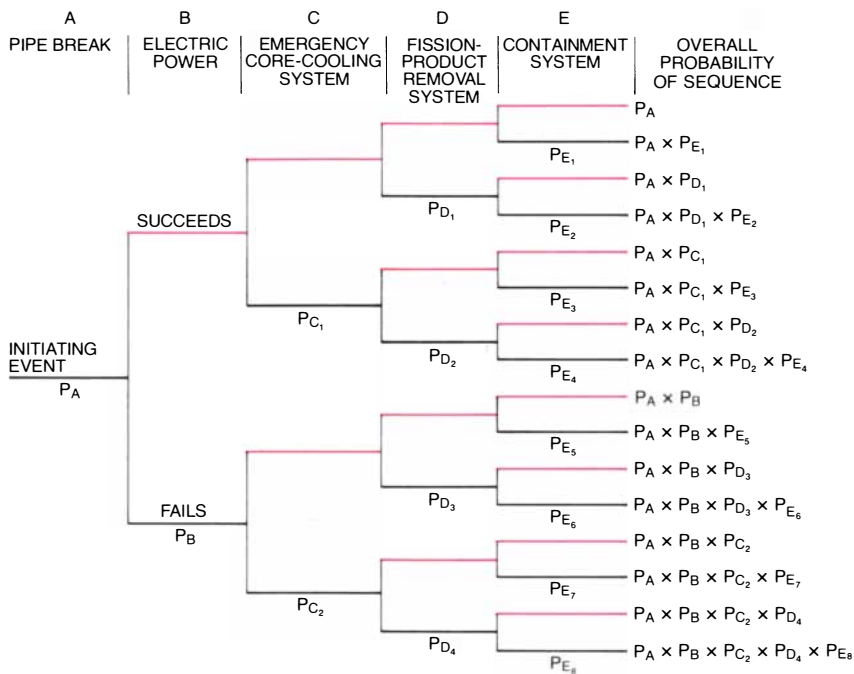 A B C D E
PIPE BREAK
ELECTRIC
POWER
EMERGENCY
CORE-COOLING
SYSTEM
FISSION-
PRODUCT
REMOVAL
SYSTEM
CONTAINMENT
SYSTEM
OVERALL
PROBABILITY
OF SEQUENCE
INITIATING
EVENT
P_A
SUCCEEDS
FAILS
P_B
P_C₁
P_C₂
P_D₁
P_D₂
P_D₃
P_D₄
P_E₁
P_E₂
P_E₃
P_E₄
P_E₅
P_E₆
P_E₇
P_E₈
P_A
P_A × P_E₁
P_A × P_D₁
P_A × P_D₁ × P_E₂
P_A × P_C₁
P_A × P_C₁ × P_E₃
P_A × P_C₁ × P_D₂
P_A × P_C₁ × P_D₂ × P_E₄
P_A × P_B
P_A × P_B × P_E₅
P_A × P_B × P_D₃
P_A × P_B × P_D₃ × P_E₆
P_A × P_B × P_C₂
P_A × P_B × P_C₂ × P_E₇
P_A × P_B × P_C₂ × P_D₄
P_A × P_B × P_C₂ × P_D₄ × P_E₈